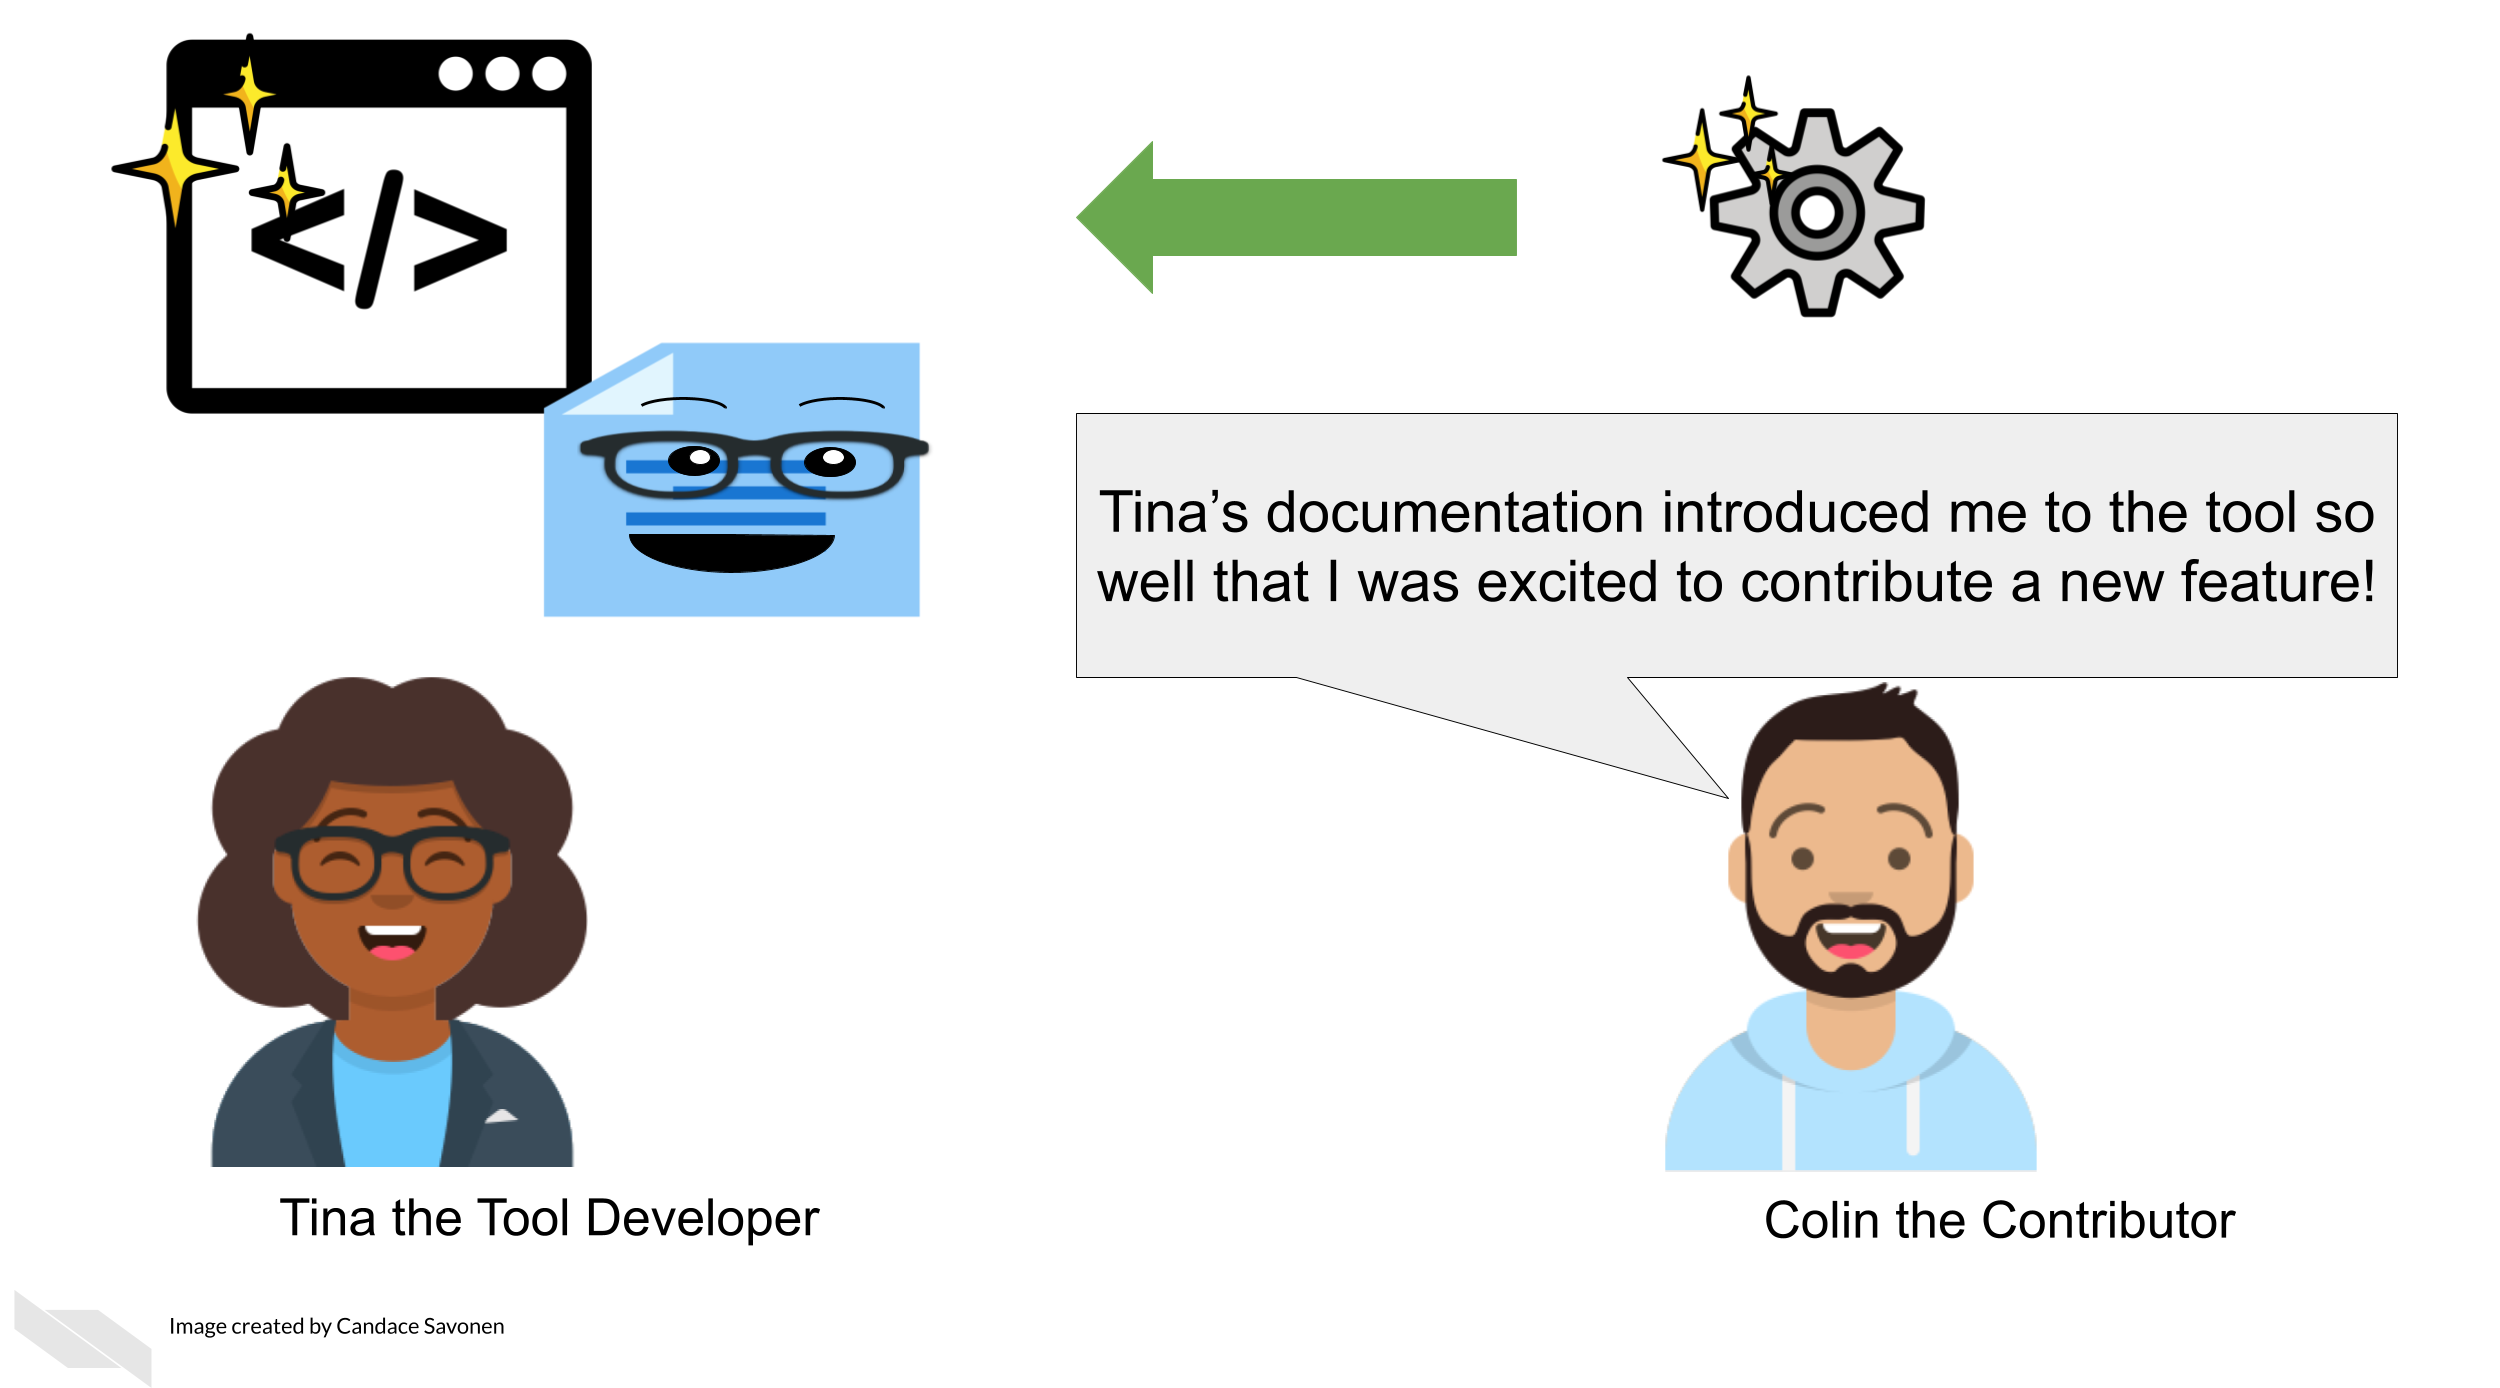 </>
Tina’s documentation introduced me to the tool so
well that I was excited to contribute a new feature!
Tina the Tool Developer
Colin the Contributor
Image created by Candace Savonen